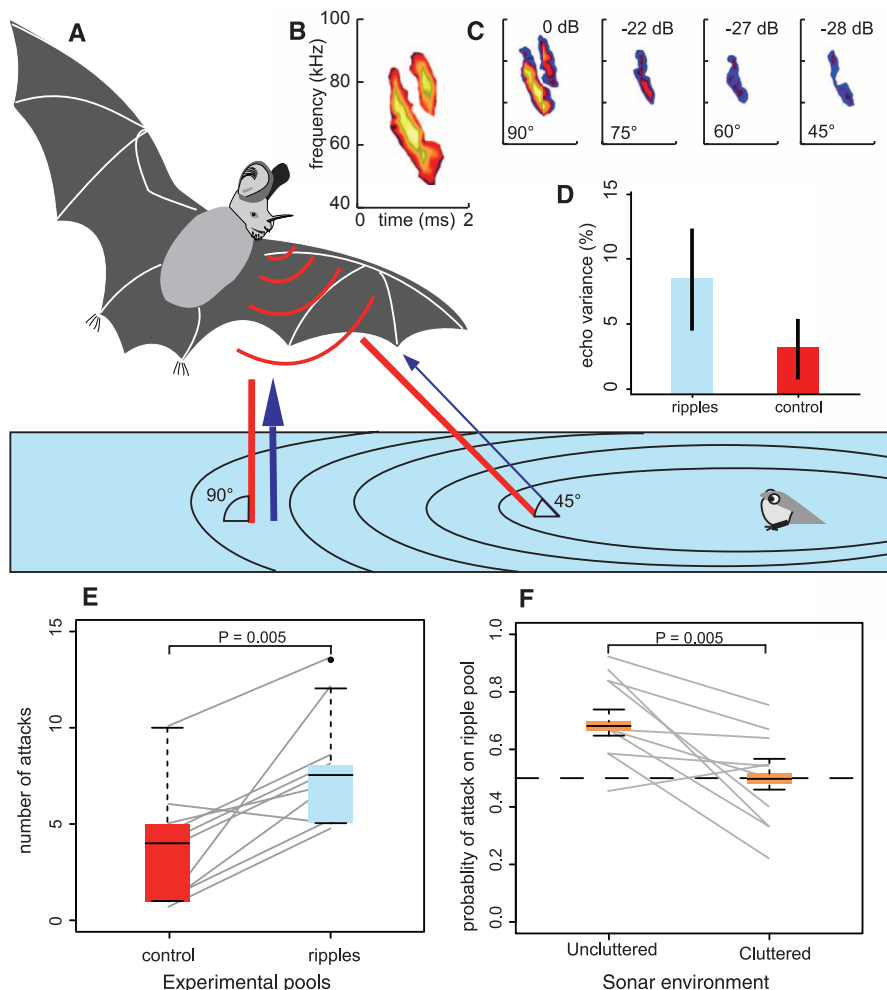 A
B
frequency (kHz)
100
80
60
40
0
time (ms)
2
C
0 dB
90°
-22 dB
75°
-27 dB
60°
-28 dB
45°
D
echo variance (%)
15
10
5
0
ripples
control
90°
45°
E
P = 0.005
number of attacks
15
10
5
0
control
ripples
Experimental pools
F
P = 0.005
probablity of attack on ripple pool
1.0
0.8
0.6
0.4
0.2
0.0
Uncluttered
Cluttered
Sonar environment